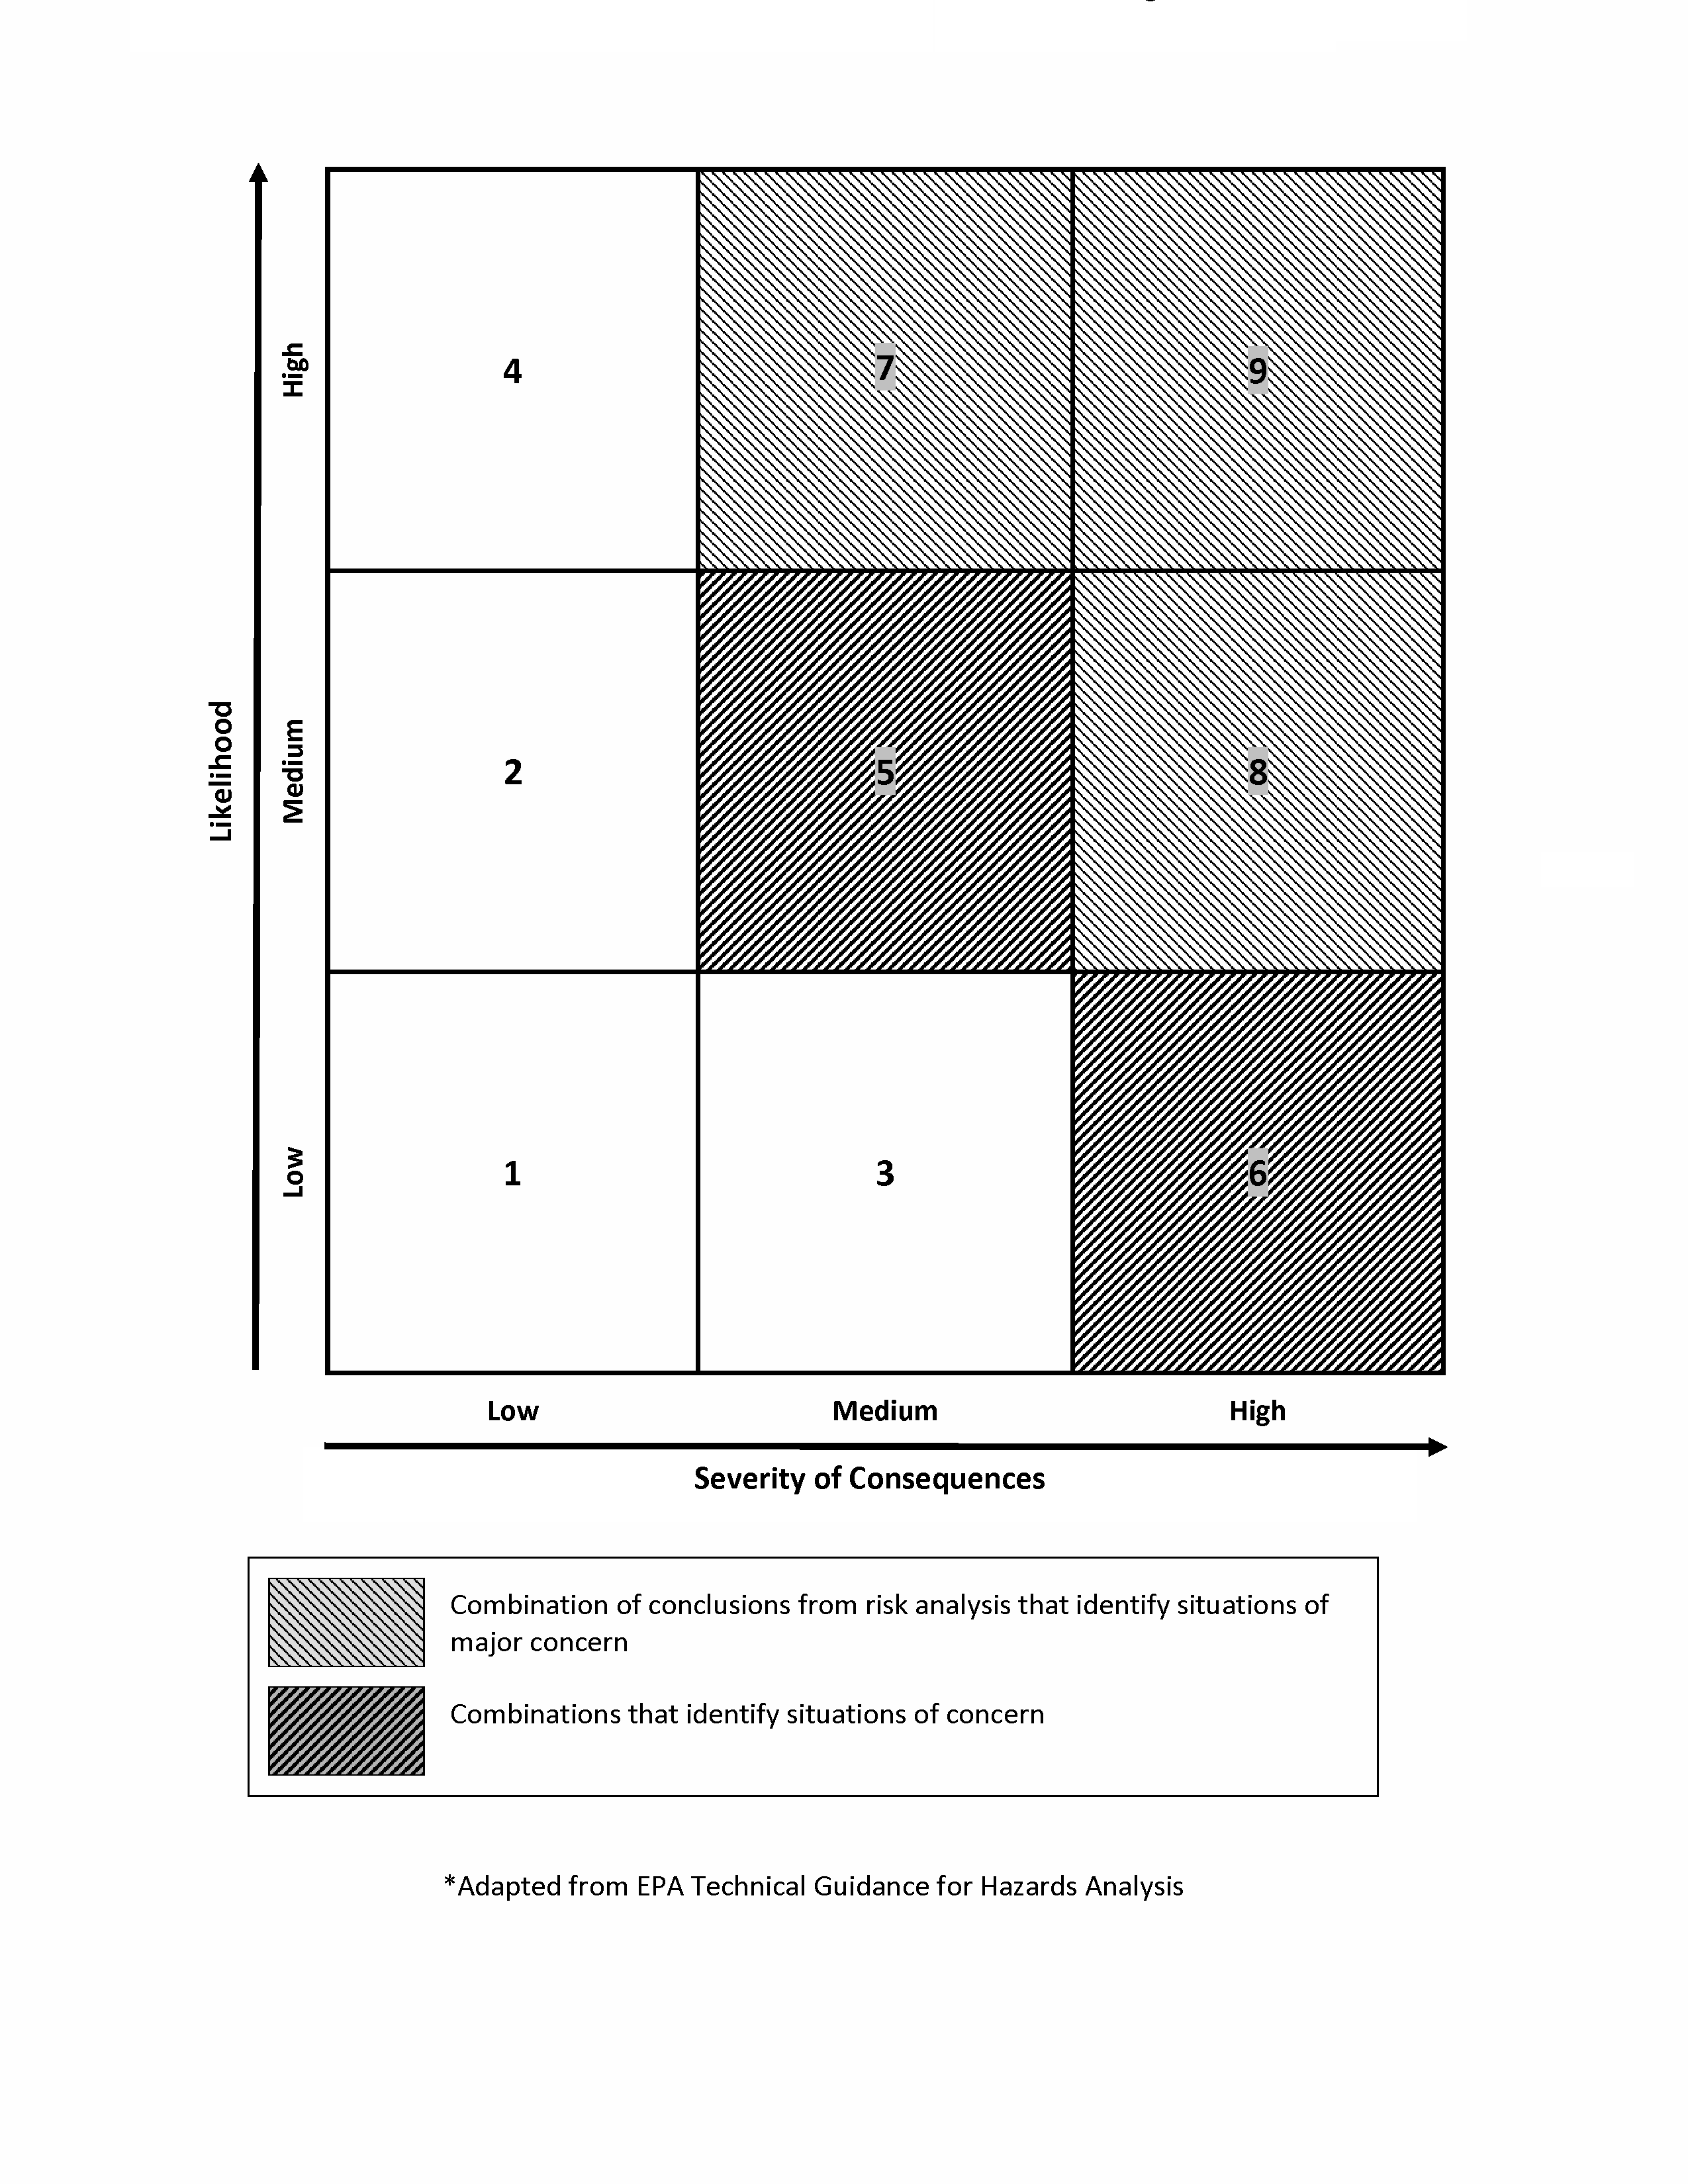 High
4
7
9
Likelihood
Medium
2
5
8
Low
1
3
6
Low
Medium
High
Severity of Consequences
Combination of conclusions from risk analysis that identify situations of
major concern
Combinations that identify situations of concern
*Adapted from EPA Technical Guidance for Hazards Analysis